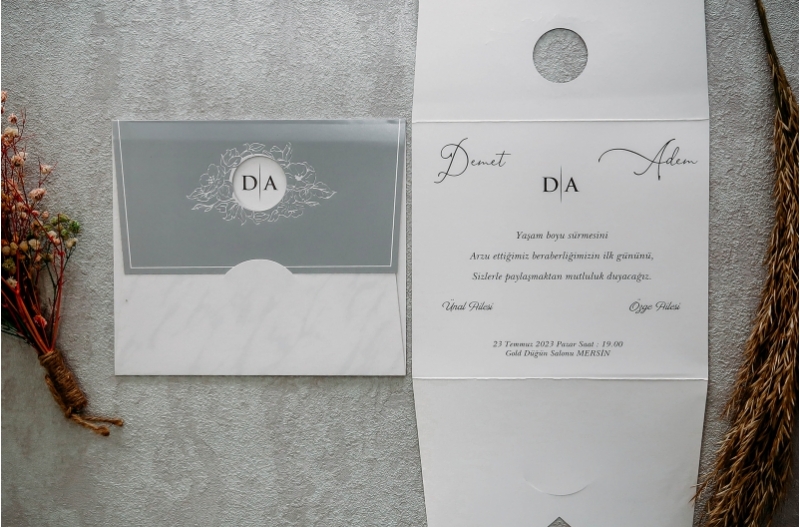 D|A
Demet Adem
D|A
Yaşam boyu sürmesini
Arzu ettiğimiz beraberliğimizin ilk gününü,
Sizlerle paylaşmaktan mutluluk duyacağız.
Ünal Ailesi Özge Ailesi
23 Temmuz 2023 Pazar Saat : 19.00
Gold Düğün Salonu MERSİN